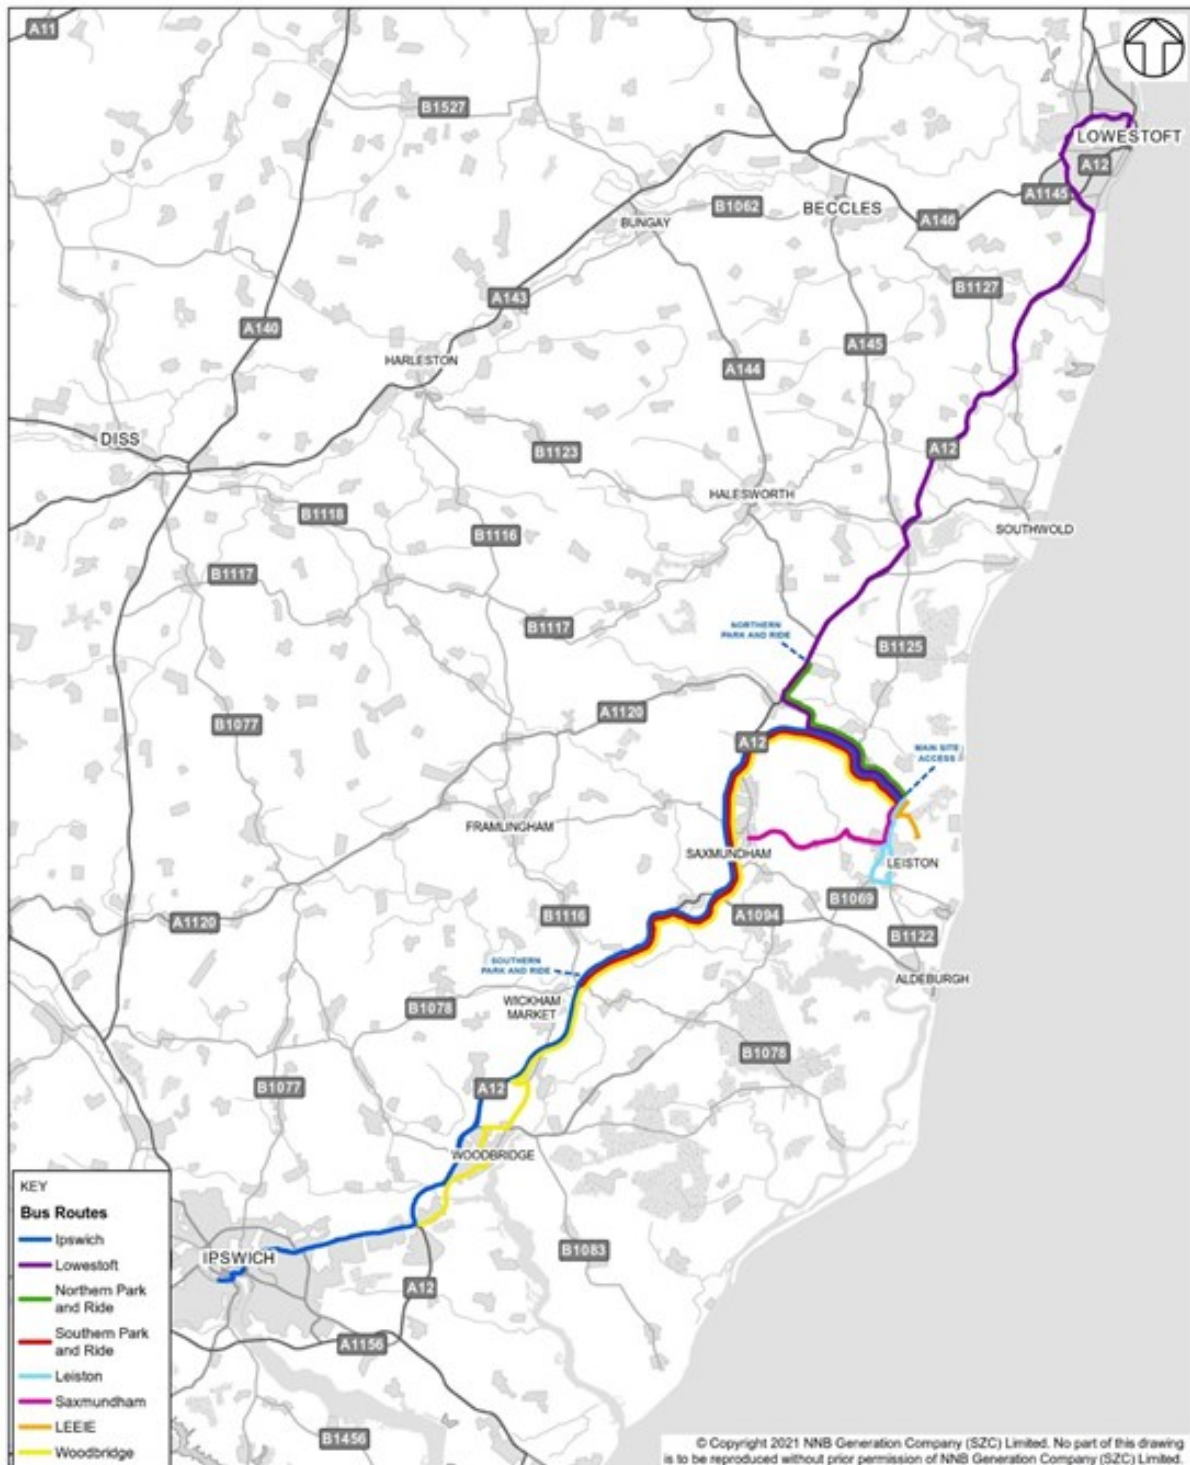 A11
B1527
LOWESTOFT
A12
A1145
B1062
BECCLES
A146
BUNGAY
B1127
A143
A140
A145
HARLESTON
A144
DISS
A12
B1123
HALESWORTH
B1118
SOUTHWOLD
B1116
B1117
B1117
NORTHERN
PARK AND RIDE
B1125
A1120
B1077
A12
MAIN SITE
ACCESS
FRAMLINGHAM
SAXMUNDHAM
LEISTON
B1069
A1120
B1116
A1094
B1122
SOUTHERN
PARK AND RIDE
ALDEBURGH
WICKHAM
MARKET
B1078
B1078
B1077
A12
WOODBRIDGE
B1083
IPSWICH
A12
A1156
B1456
KEY
Bus Routes
Ipswich
Lowestoft
Northern Park
and Ride
Southern Park
and Ride
Leiston
Saxmundham
LEEIE
Woodbridge
© Copyright 2021 NNB Generation Company (SZC) Limited. No part of this drawing
is to be reproduced without prior permission of NNB Generation Company (SZC) Limited.